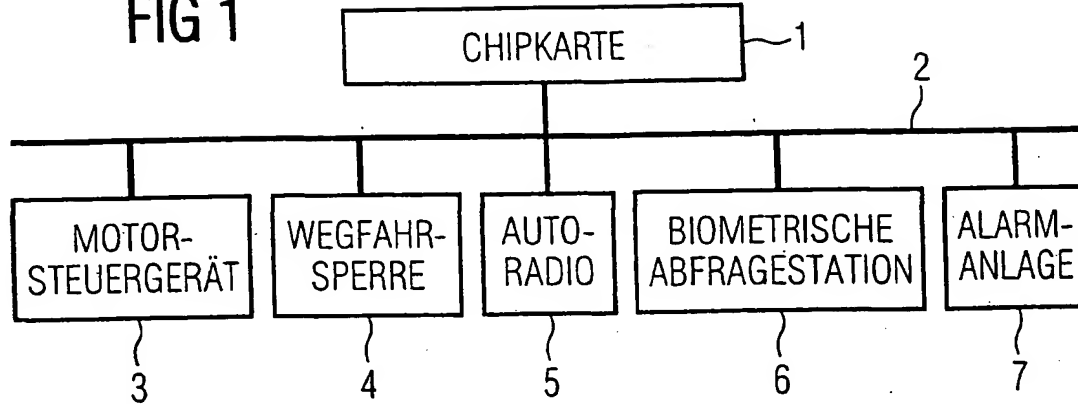 FIG 1
CHIPKARTE
1
2
MOTOR-
STEUERGERÄT
WEGFAHR-
SPERRE
AUTO-
RADIO
BIOMETRISCHE
ABFRAGESTATION
ALARM-
ANLAGE
3
4
5
6
7